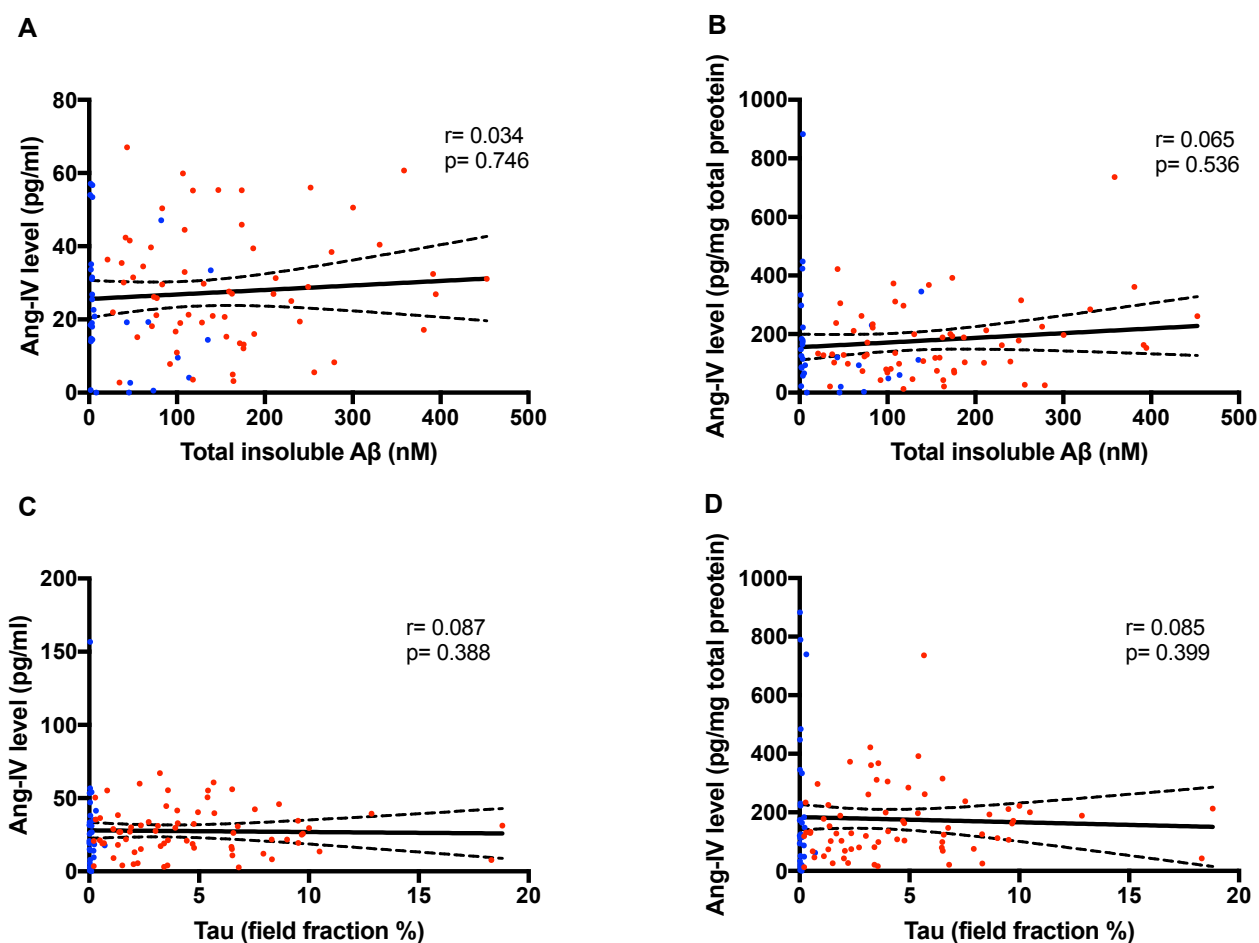 A
Ang-IV level (pg/ml)
80
60
40
20
0
r= 0.034
p= 0.746
0 100 200 300 400 500
Total insoluble Aβ (nM)
B
Ang-IV level (pg/mg total preotein)
1000
800
600
400
200
0
r= 0.065
p= 0.536
0 100 200 300 400 500
Total insoluble Aβ (nM)
C
Ang-IV level (pg/ml)
200
150
100
50
0
r= 0.087
p= 0.388
0 5 10 15 20
Tau (field fraction %)
D
Ang-IV level (pg/mg total preotein)
1000
800
600
400
200
0
r= 0.085
p= 0.399
0 5 10 15 20
Tau (field fraction %)